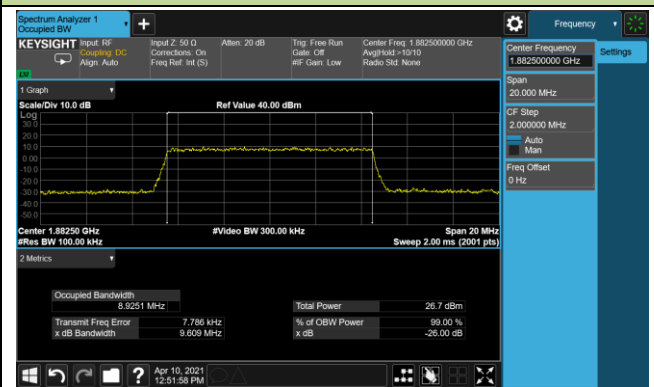 Spectrum Analyzer 1
Occupied BW
Frequency
KEYSIGHT
Input: RF
Coupling: DC
Align: Auto
Input Z: 50 Ω
Corrections: On
Freq Ref: Int (S)
Atten: 20 dB
Trig: Free Run
Gate: Off
#IF Gain: Low
Center Freq: 1.882500000 GHz
Avg|Hold:>10/10
Radio Std: None
Center Frequency
1.882500000 GHz
Settings
Span
20.000 MHz
CF Step
2.000000 MHz
Auto
Man
Freq Offset
0 Hz
1 Graph
Scale/Div 10.0 dB
Ref Value 40.00 dBm
Log
30.0
20.0
10.0
0.00
-10.0
-20.0
-30.0
-40.0
-50.0
Center 1.88250 GHz
#Video BW 300.00 kHz
Span 20 MHz
#Res BW 100.00 kHz
Sweep 2.00 ms (2001 pts)
2 Metrics
Occupied Bandwidth
8.9251 MHz
Total Power
26.7 dBm
Transmit Freq Error
7.786 kHz
% of OBW Power
99.00 %
x dB Bandwidth
9.609 MHz
x dB
-26.00 dB
Apr 10, 2021
12:51:58 PM